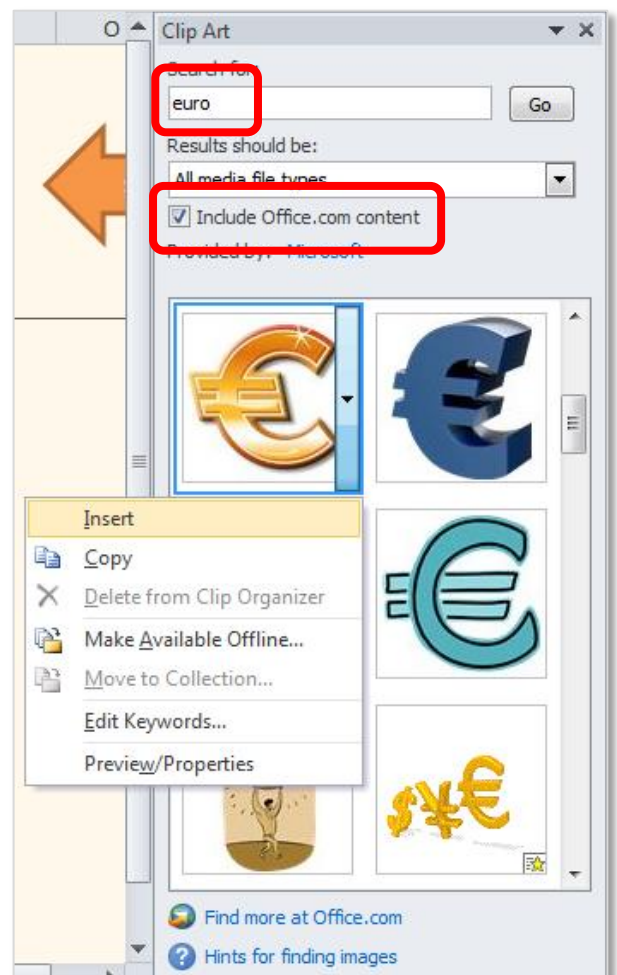 O
Clip Art
Search for:
euro
Go
Results should be:
All media file types
Include Office.com content
Provided by: Microsoft
Insert
Copy
Delete from Clip Organizer
Make Available Offline...
Move to Collection...
Edit Keywords...
Preview/Properties
Find more at Office.com
Hints for finding images